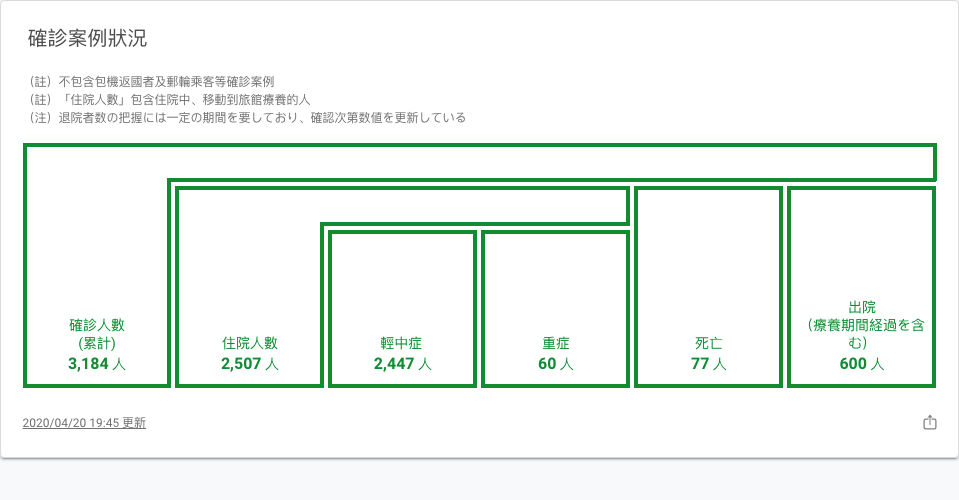 確診案例狀況
（註）不包含包機返國者及郵輪乘客等確診案例
（註）「住院人數」包含住院中、移動到旅館療養的人
（注）退院者数の把握には一定の期間を要しており、確認次第数値を更新している
確診人數
(累計)
3,184 人
住院人數
2,507 人
輕中症
2,447 人
重症
60 人
死亡
77 人
出院
（療養期間経過を含
む）
600 人
2020/04/20 19:45 更新